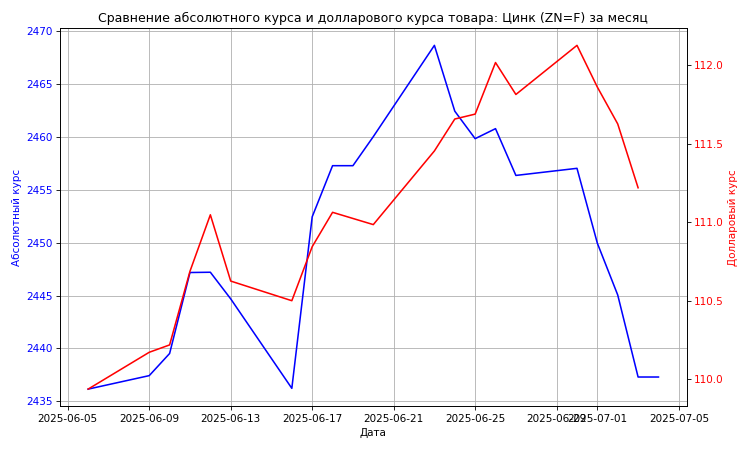 Сравнение абсолютного курса и долларового курса товара: Цинк (ZN=F) за месяц
2470
2465
2460
2455
2450
2445
2440
2435
Абсолютный курс
112.0
111.5
111.0
110.5
110.0
Долларовый курс
2025-06-05 2025-06-09 2025-06-13 2025-06-17 2025-06-21 2025-06-25 2025-06-29 2025-07-01 2025-07-05
Дата